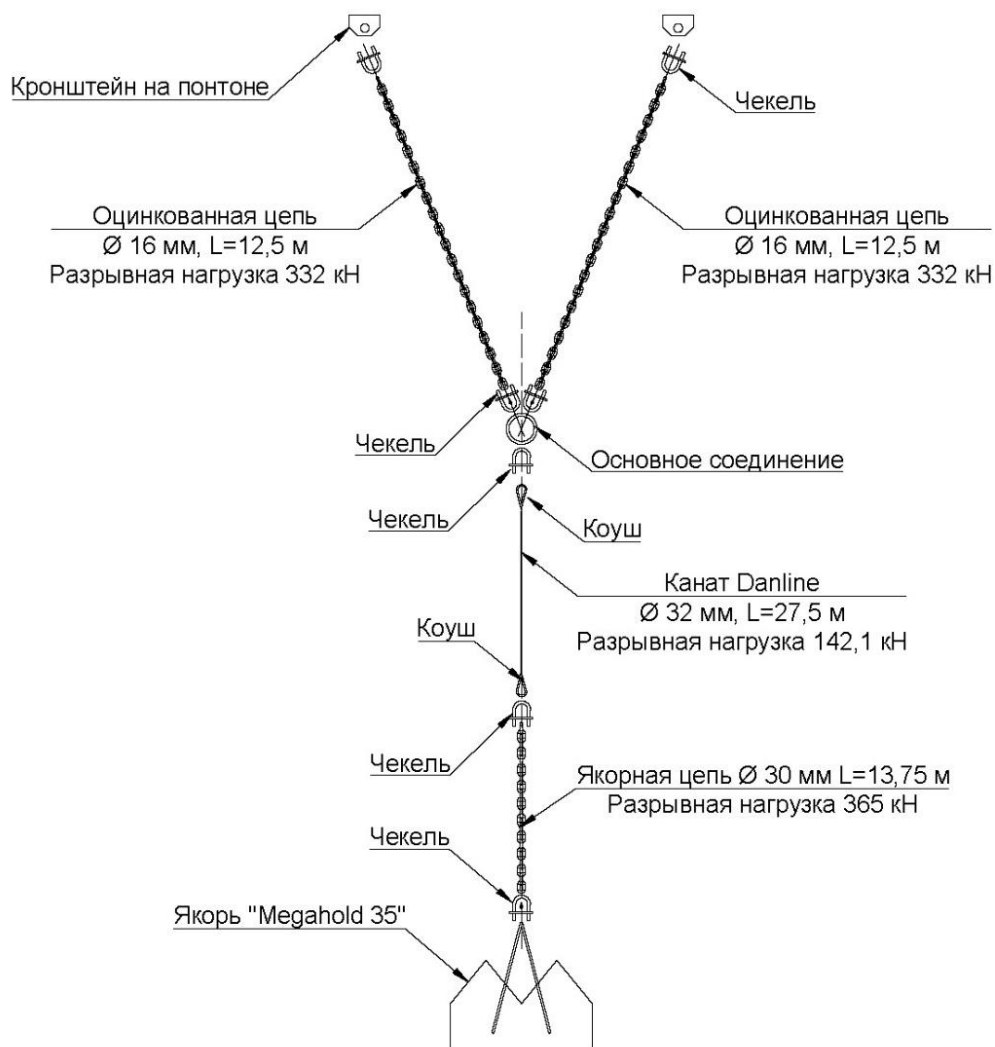 Кронштейн на понтоне
Чекель
Оцинкованная цепь
Ø 16 мм, L=12,5 м
Разрывная нагрузка 332 кН
Оцинкованная цепь
Ø 16 мм, L=12,5 м
Разрывная нагрузка 332 кН
Чекель
Основное соединение
Чекель
Коуш
Канат Danline
Ø 32 мм, L=27,5 м
Разрывная нагрузка 142,1 кН
Коуш
Чекель
Якорная цепь Ø 30 мм L=13,75 м
Разрывная нагрузка 365 кН
Чекель
Якорь "Megahold 35"